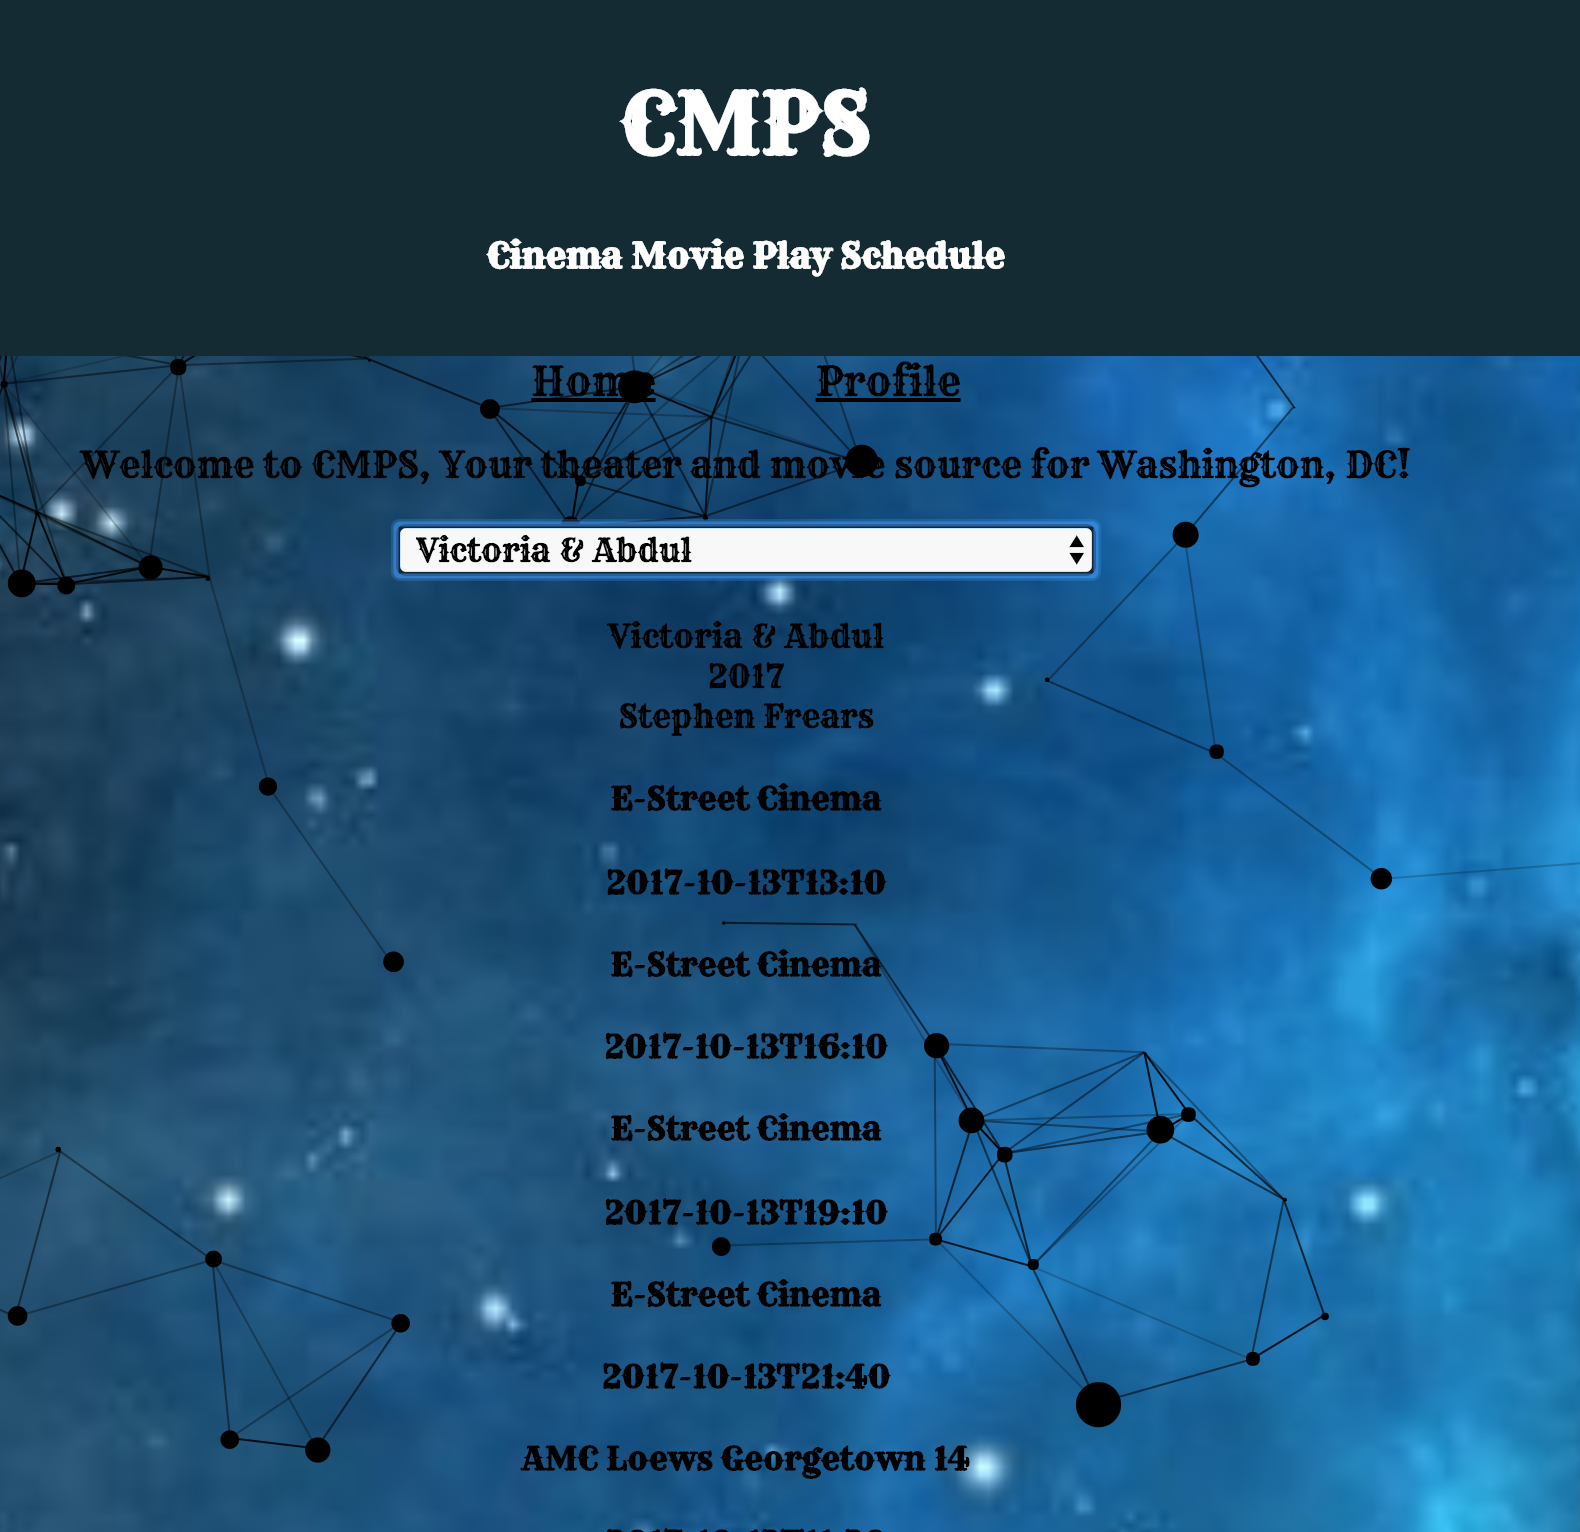 CMPS
Cinema Movie Play Schedule
Home Profile
Welcome to CMPS, Your theater and movie source for Washington, DC!
Victoria & Abdul
Victoria & Abdul
2017
Stephen Frears
E-Street Cinema
2017-10-13T13:10
E-Street Cinema
2017-10-13T16:10
E-Street Cinema
2017-10-13T19:10
E-Street Cinema
2017-10-13T21:40
AMC Loews Georgetown 14